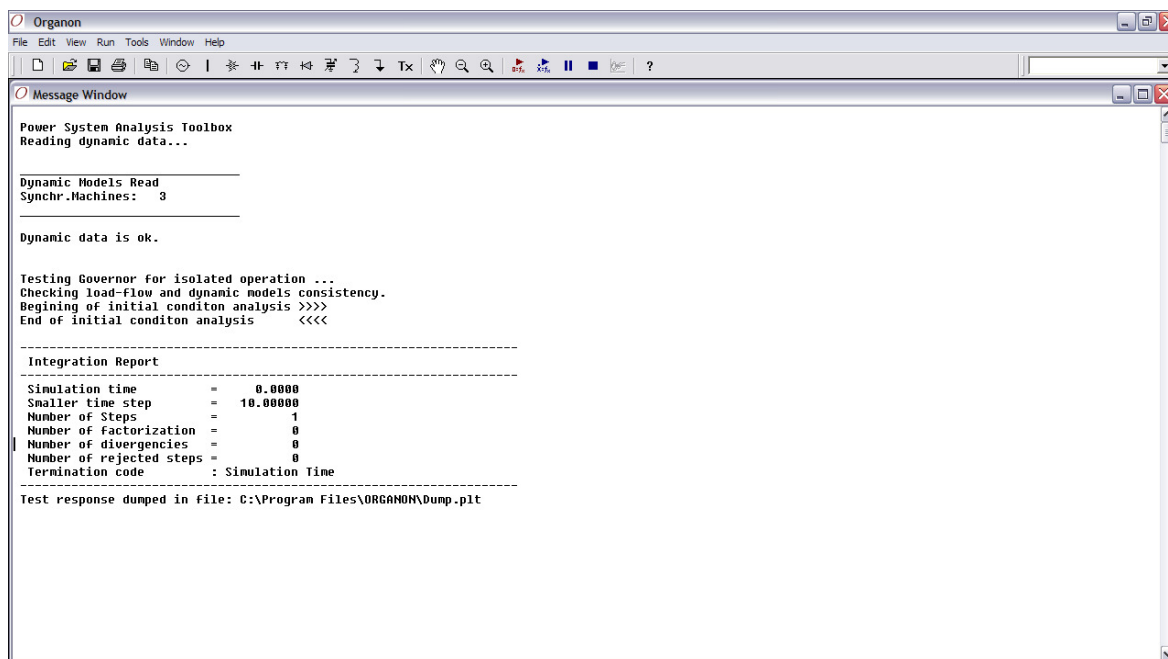 Organon
File Edit View Run Tools Window Help
Tx ?
Message Window
Power System Analysis Toolbox
Reading dynamic data...
Dynamic Models Read
Synchr.Machines: 3
Dynamic data is ok.
Testing Governor for isolated operation ...
Checking load-flow and dynamic models consistency.
Begining of initial conditon analysis >>>>
End of initial conditon analysis <<<<
Integration Report
Simulation time = 0.0000
Smaller time step = 10.00000
Number of Steps = 1
Number of factorization = 0
Number of divergencies = 0
Number of rejected steps = 0
Termination code : Simulation Time
Test response dumped in file: C:\Program Files\ORGANON\Dump.plt